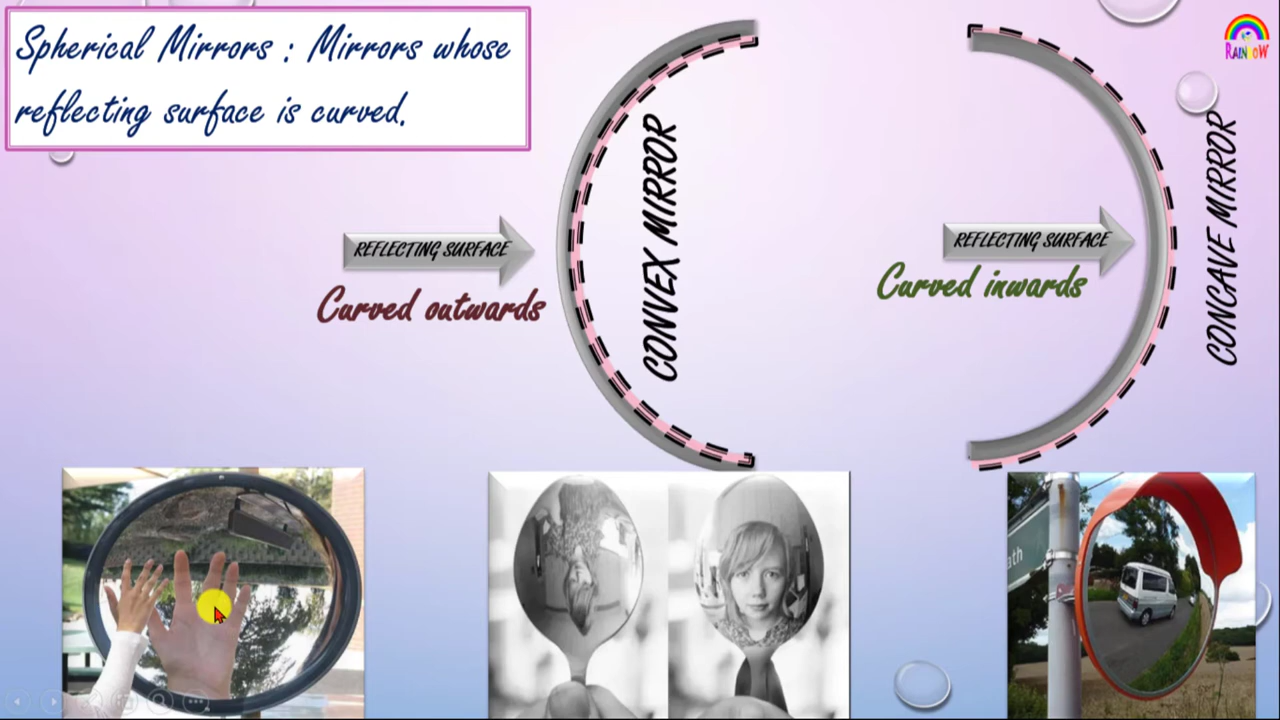 Spherical Mirrors : Mirrors whose
reflecting surface is curved.
RAINBOW
REFLECTING SURFACE
Curved outwards
CONVEX MIRROR
REFLECTING SURFACE
Curved inwards
CONCAVE MIRROR
ath